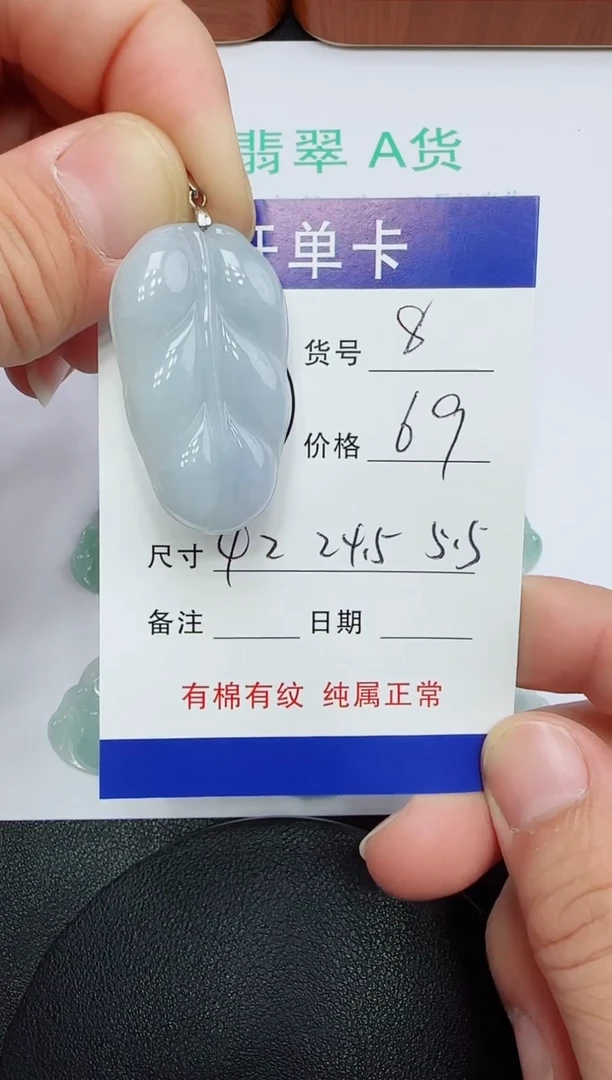 翡翠 A货
开单卡
货号 8
价格 69
尺寸 42 24.5 5.5
备注 日期
有棉有纹 纯属正常